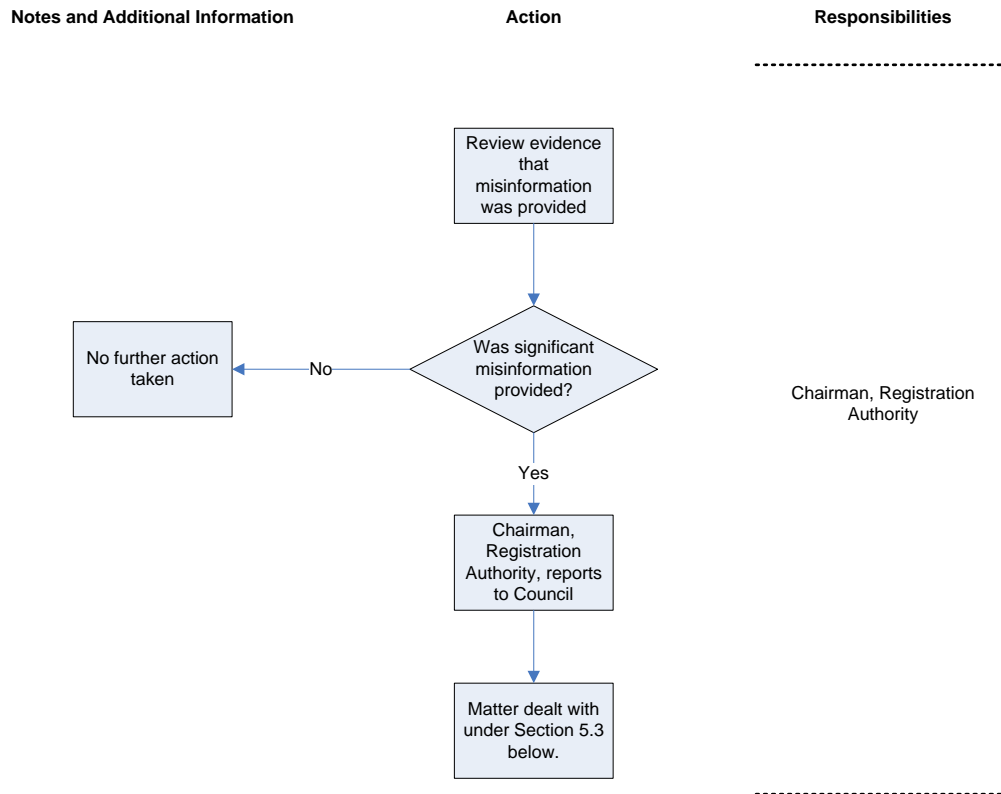 Notes and Additional Information
Action
Responsibilities
Review evidence
that
misinformation
was provided
Was significant
misinformation
provided?
No
No further action
taken
Chairman, Registration
Authority
Yes
Chairman,
Registration
Authority, reports
to Council
Matter dealt with
under Section 5.3
below.